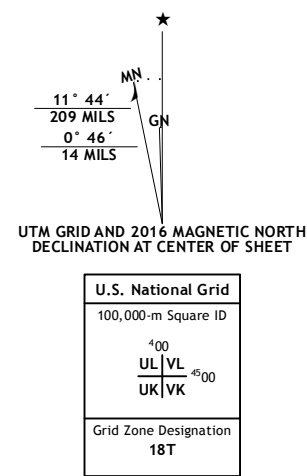 ★
MN
11° 44´
209 MILS
GN
0° 46´
14 MILS
UTM GRID AND 2016 MAGNETIC NORTH
DECLINATION AT CENTER OF SHEET
U.S. National Grid
100,000-m Square ID
⁴00
UL VL
⁴⁵00
UK VK
Grid Zone Designation
18T